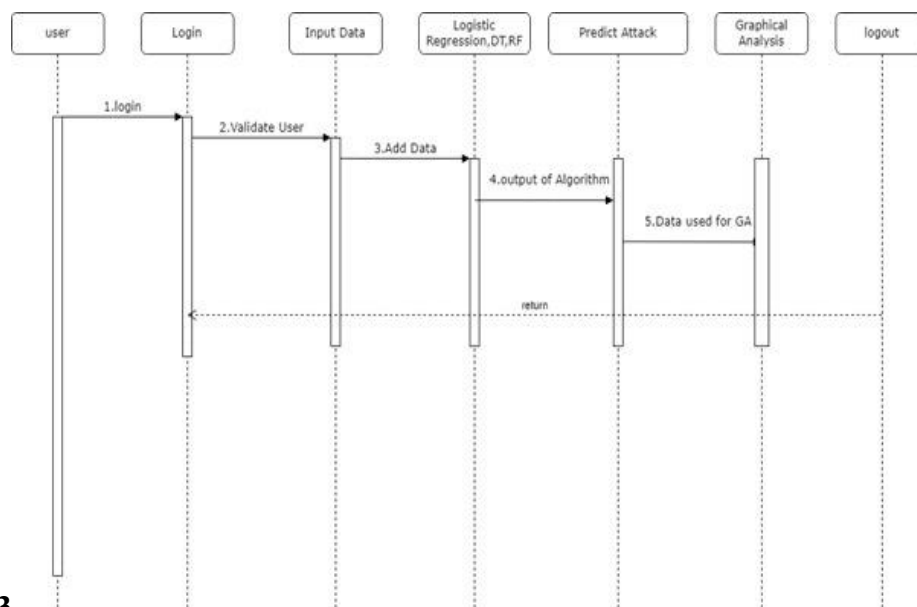 user
Login
Input Data
Logistic
Regression,DT,RF
Predict Attack
Graphical
Analysis
logout
1.login
2.Validate User
3.Add Data
4.output of Algorithm
5.Data used for GA
return